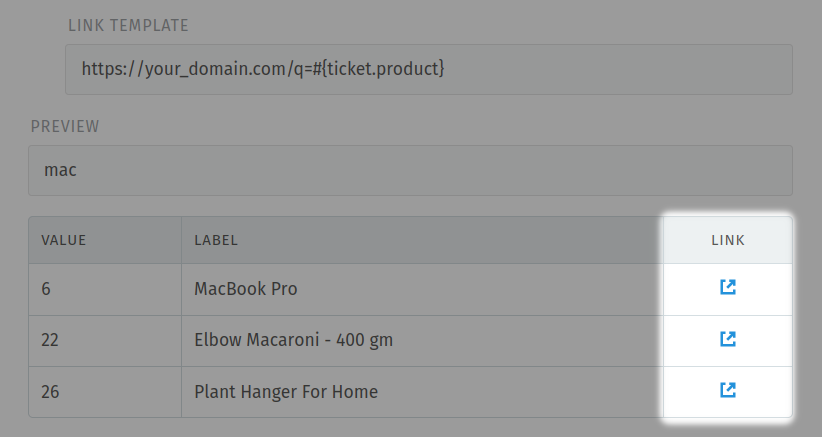 LINK TEMPLATE
https://your_domain.com/q=#{ticket.product}
PREVIEW
mac
VALUE LABEL LINK
6 MacBook Pro
22 Elbow Macaroni - 400 gm
26 Plant Hanger For Home